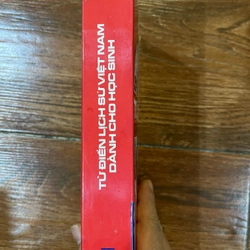 TỪ ĐIỂN LỊCH SỬ VIỆT NAM
DÀNH CHO HỌC SINH